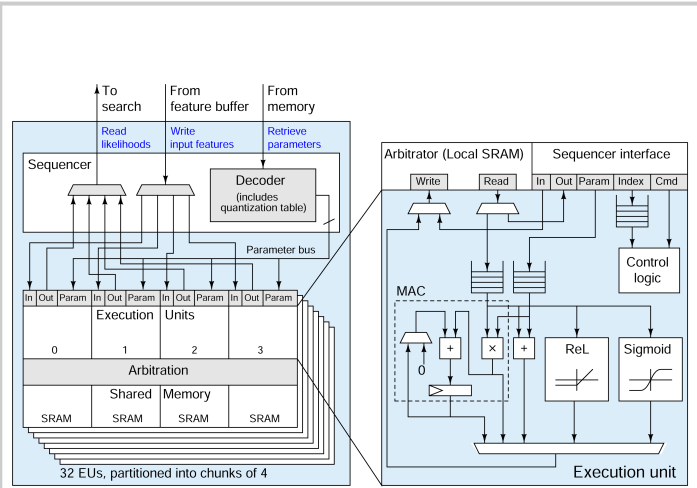 To search
From feature buffer
From memory
Read likelihoods
Write input features
Retrieve parameters
Sequencer
Decoder
(includes quantization table)
Parameter bus
In Out Param In Out Param In Out Param In Out Param
Execution Units
0 1 2 3
Arbitration
Shared Memory
SRAM SRAM SRAM SRAM
32 EUs, partitioned into chunks of 4
Arbitrator (Local SRAM) Sequencer interface
Write Read In Out Param Index Cmd
Control logic
MAC
0
+ × +
ReL Sigmoid
Execution unit